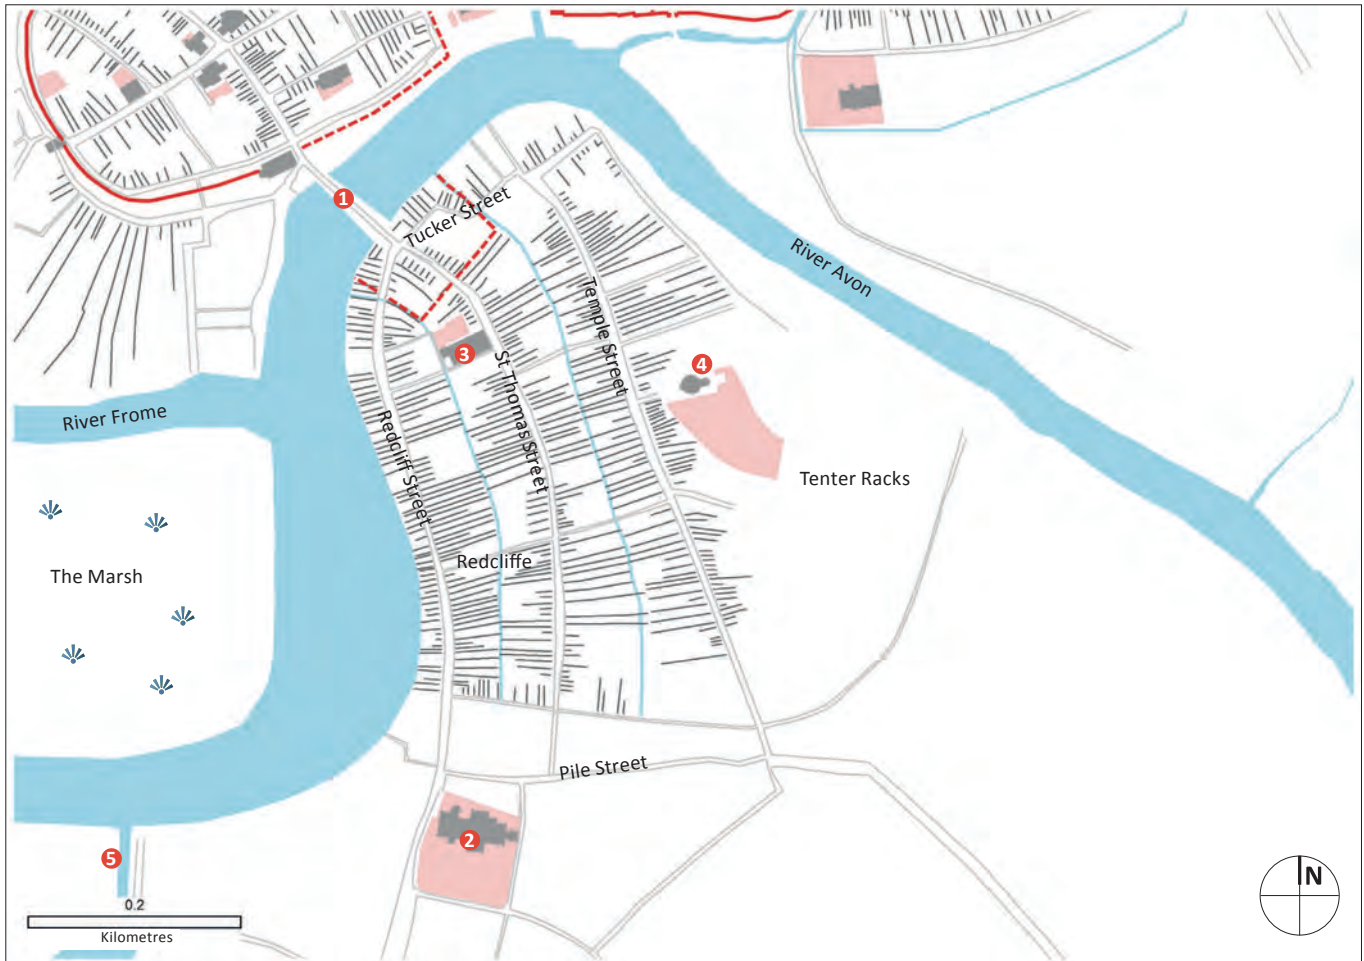 1
Tucker Street
River Avon
Temple Street
3
4
St Thomas Street
River Frome
Redcliff Street
Tenter Racks
Redcliffe
The Marsh
Pile Street
2
5
0.2
Kilometres
N